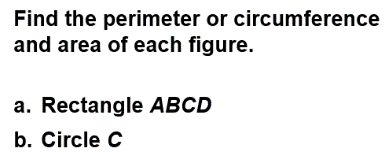 Find the perimeter or circumference
and area of each figure.
a. Rectangle ABCD
b. Circle C